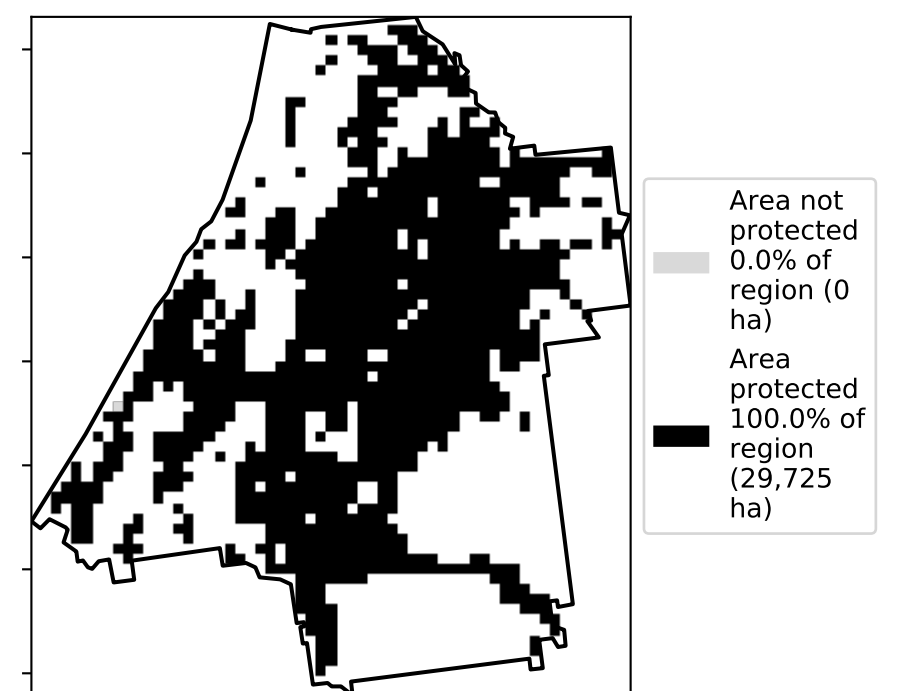 Area not
protected
0.0% of
region (0
ha)
Area
protected
100.0% of
region
(29,725
ha)